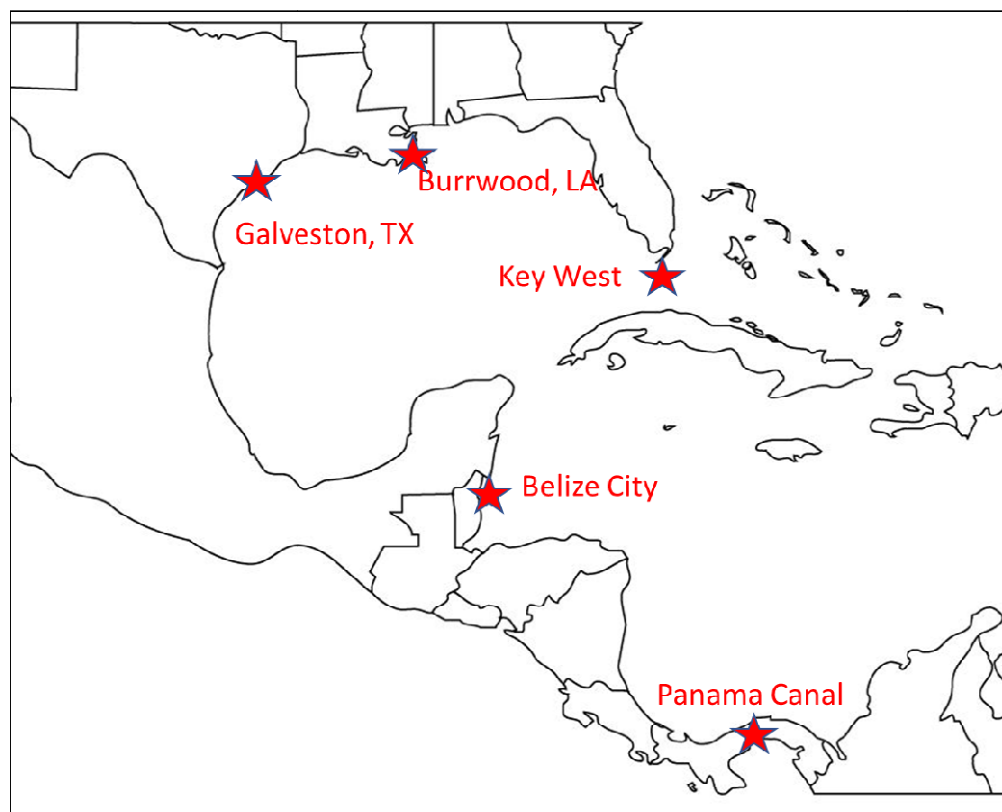 Burrwood, LA
Galveston, TX
Key West
Belize City
Panama Canal